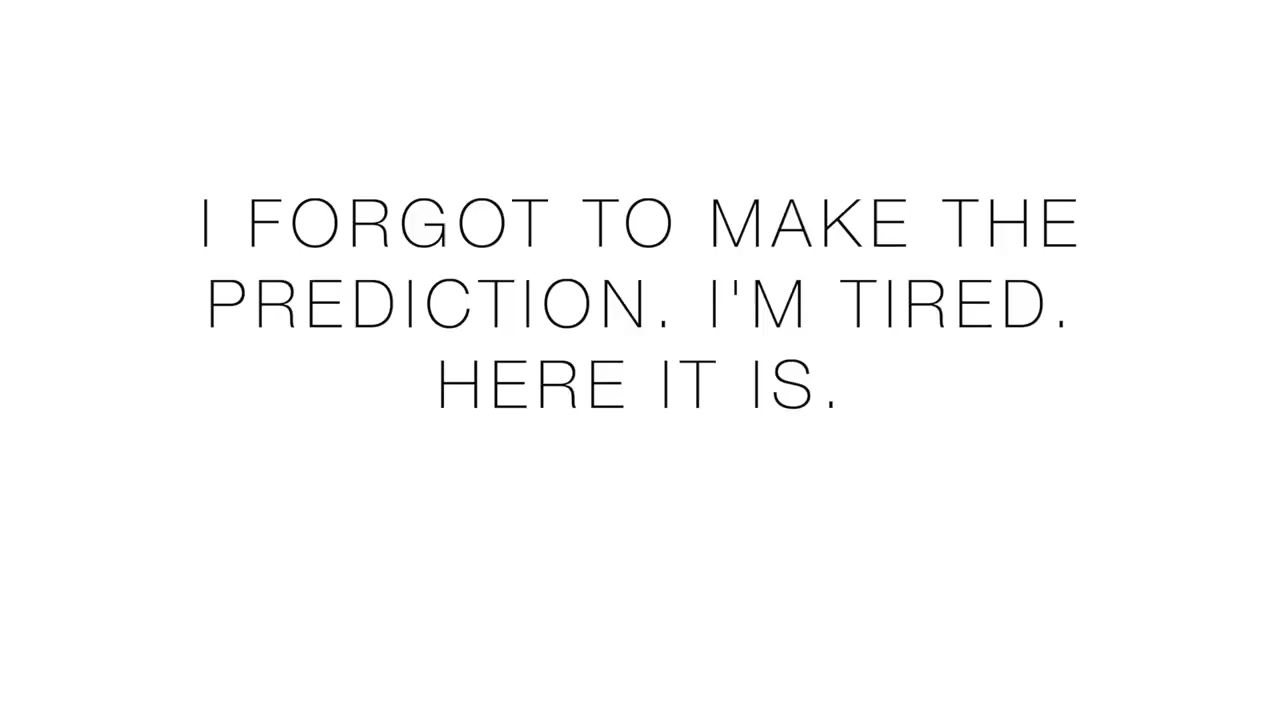 I FORGOT TO MAKE THE
PREDICTION. I'M TIRED.
HERE IT IS.